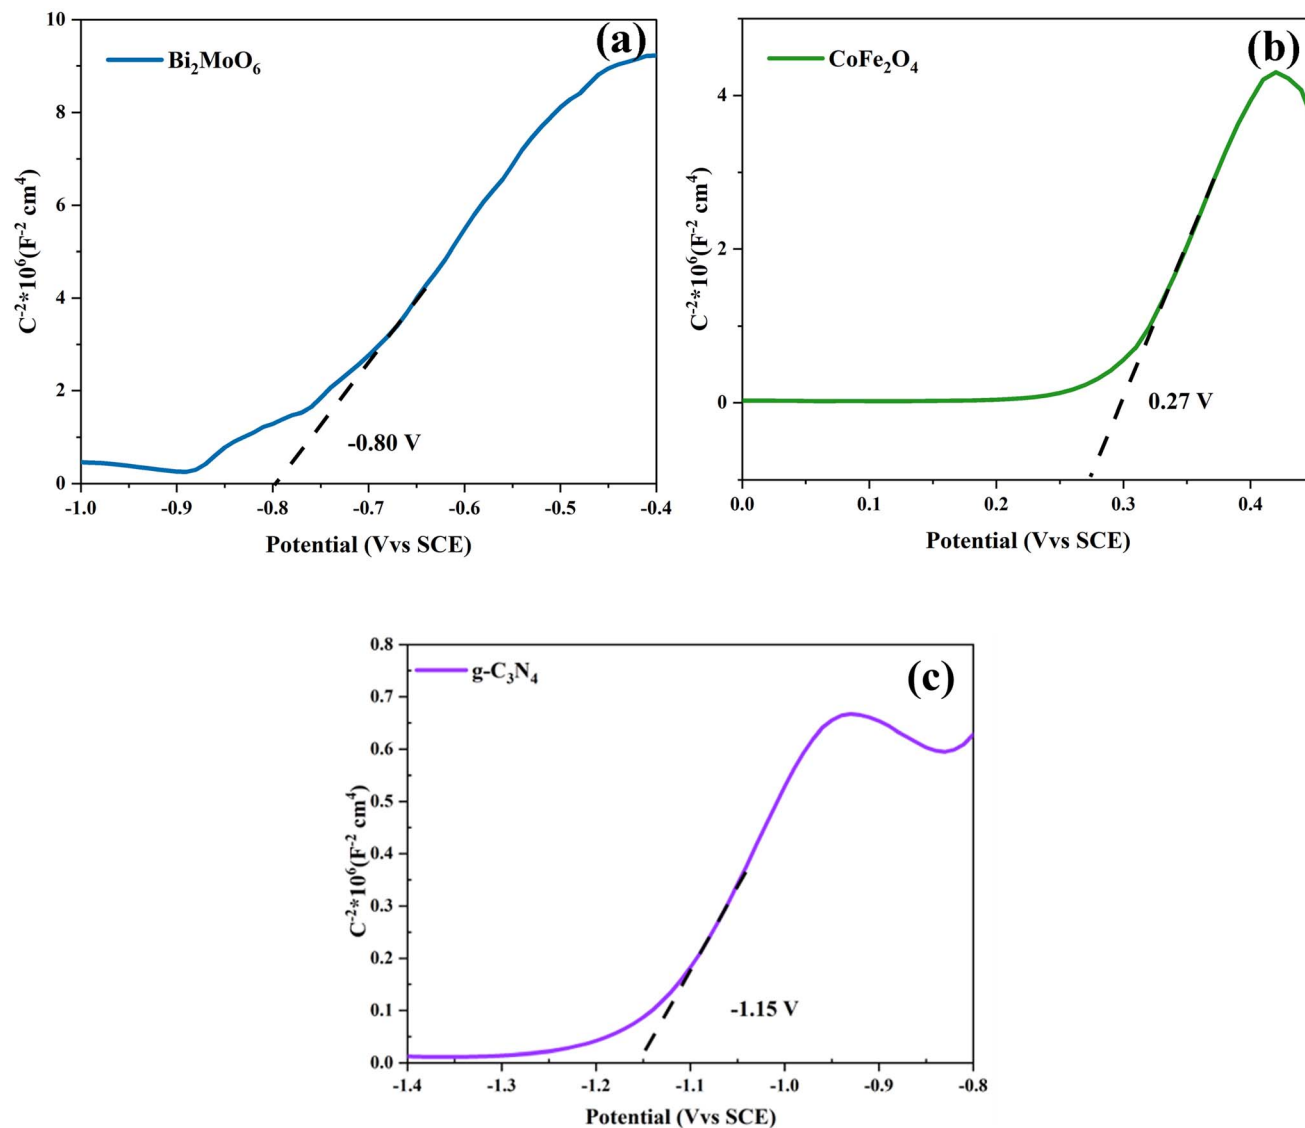 (a)
Bi₂MoO₆
10
8
6
4
2
0
C⁻²*10⁶(F⁻² cm⁴)
-0.80 V
-1.0 -0.9 -0.8 -0.7 -0.6 -0.5 -0.4
Potential (Vvs SCE)
(b)
CoFe₂O₄
4
2
0
C⁻²*10⁶(F⁻² cm⁴)
0.27 V
0.0 0.1 0.2 0.3 0.4
Potential (Vvs SCE)
(c)
g-C₃N₄
0.8
0.7
0.6
0.5
0.4
0.3
0.2
0.1
0.0
C⁻²*10⁶(F⁻² cm⁴)
-1.15 V
-1.4 -1.3 -1.2 -1.1 -1.0 -0.9 -0.8
Potential (Vvs SCE)